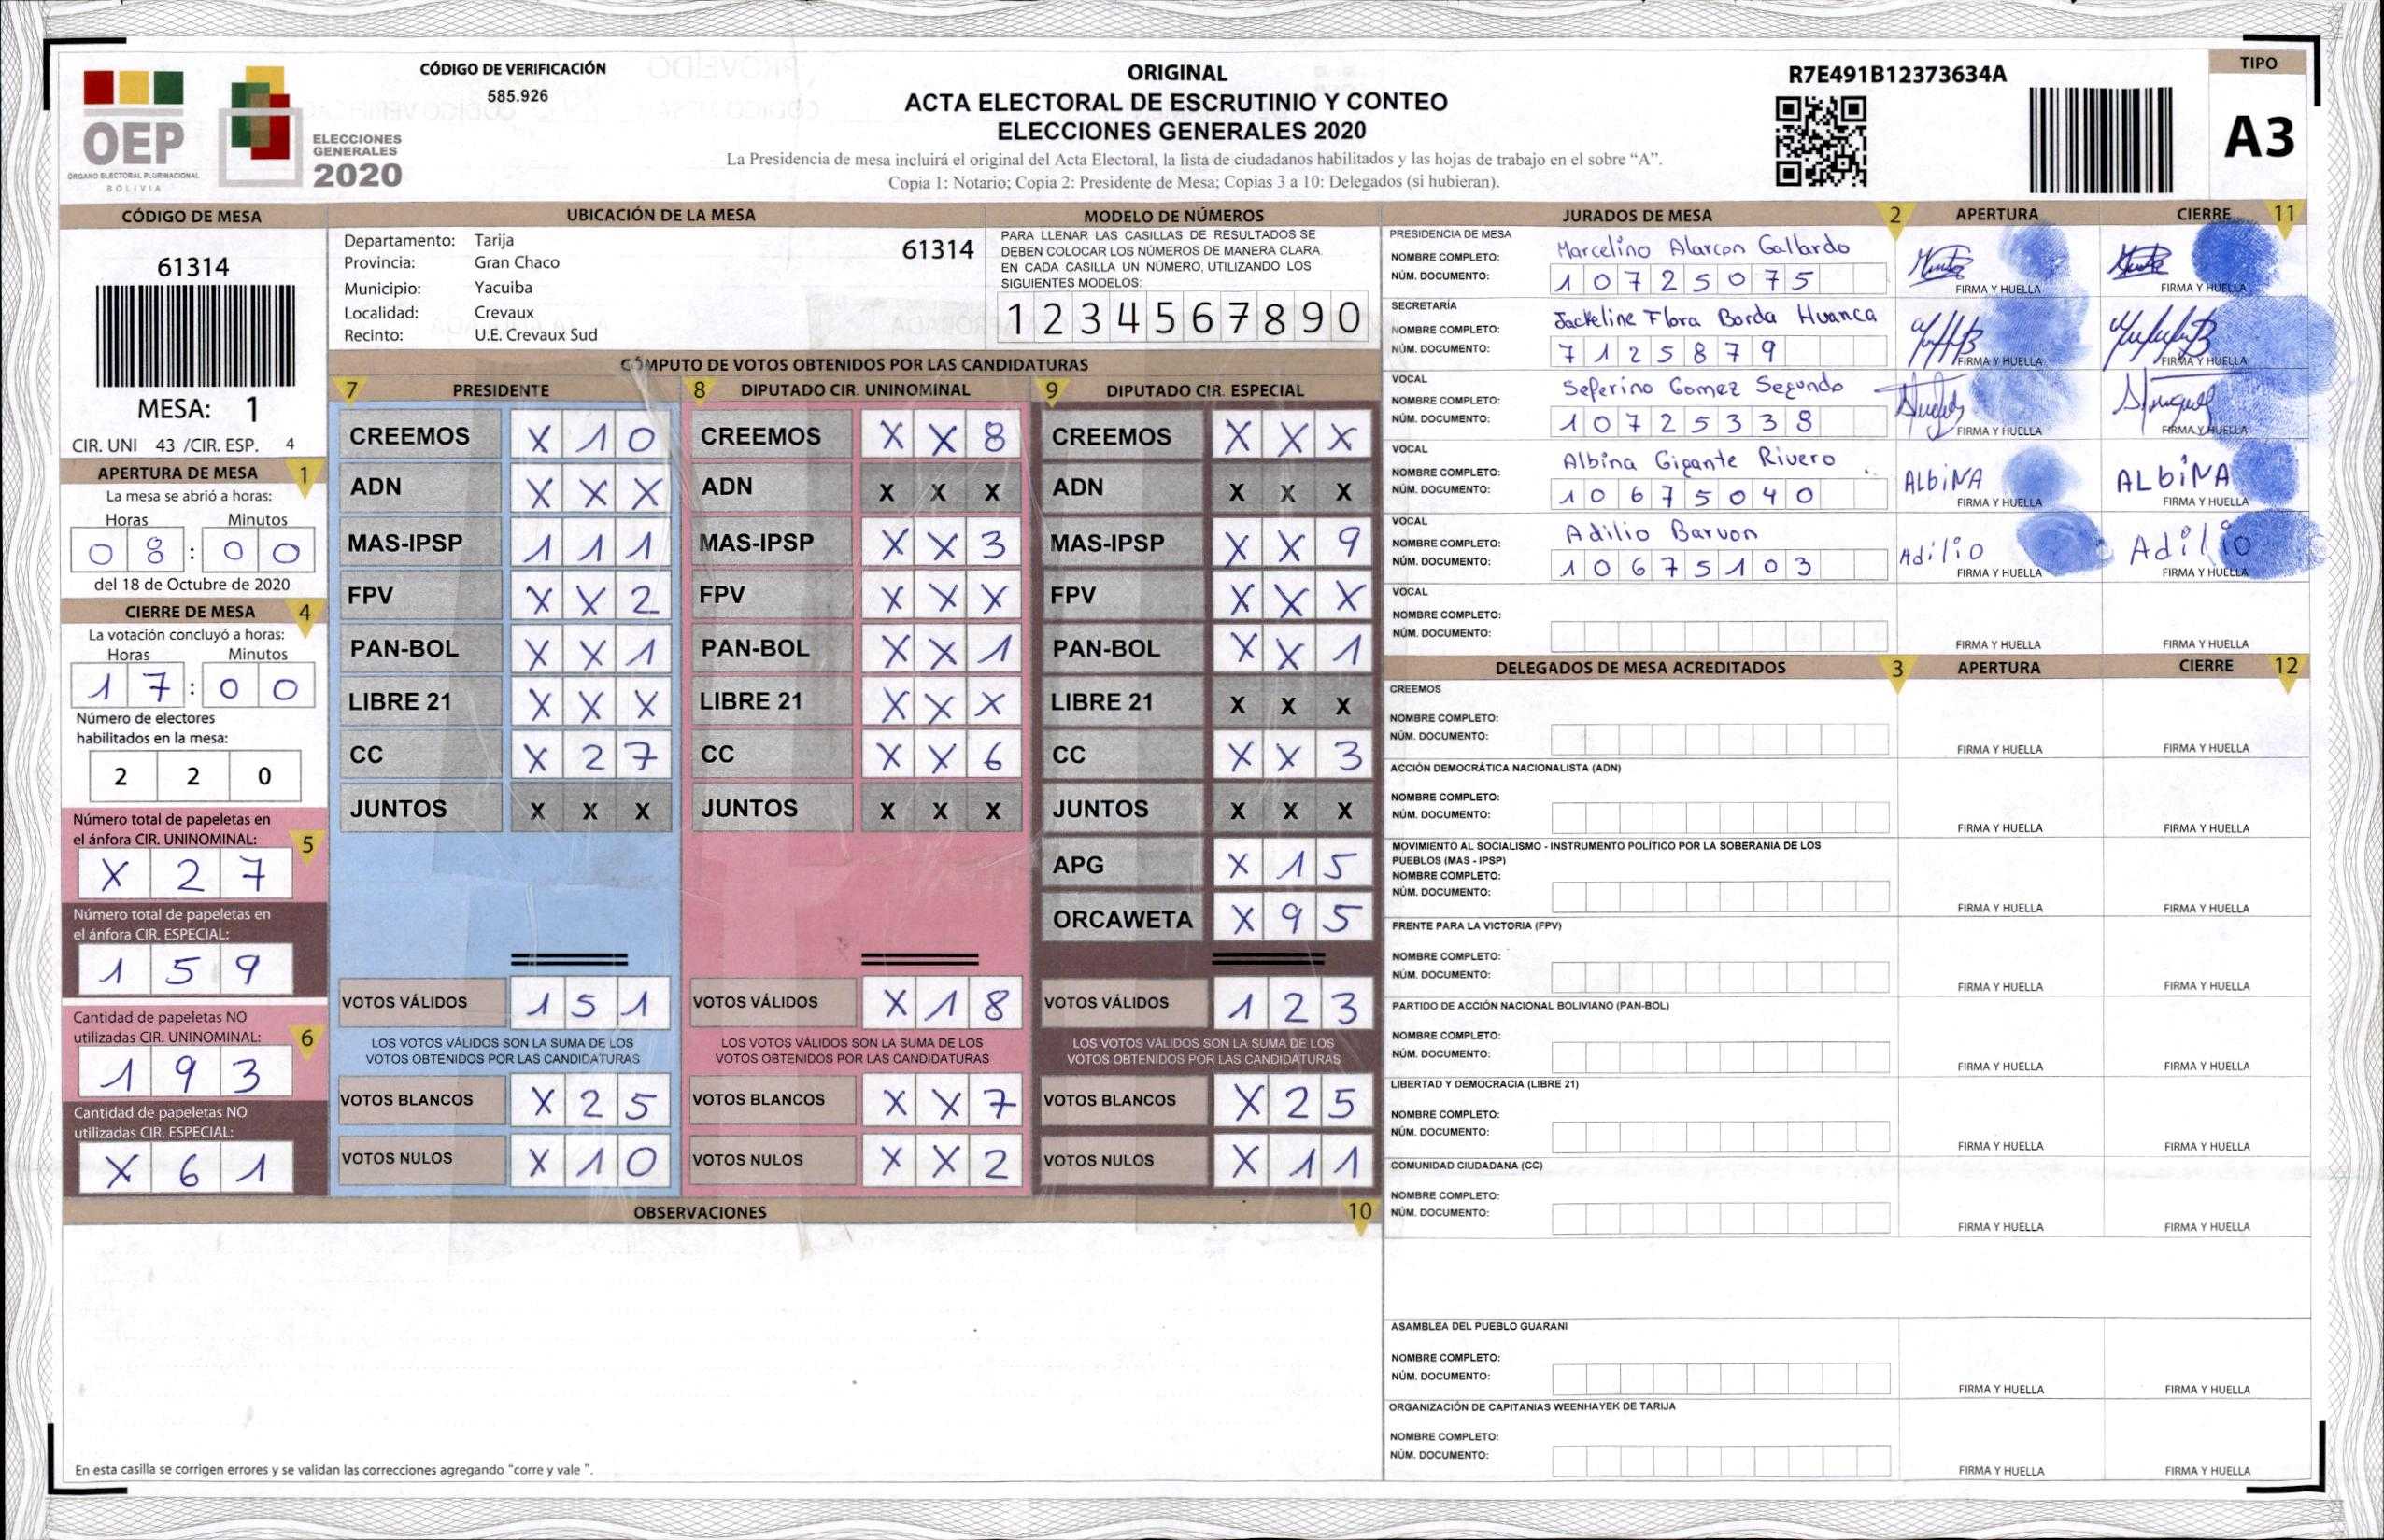 CÓDIGO DE VERIFICACIÓN
585.926
OEP
ÓRGANO ELECTORAL PLURINACIONAL
BOLIVIA
ELECCIONES
GENERALES
2020
ORIGINAL
ACTA ELECTORAL DE ESCRUTINIO Y CONTEO
ELECCIONES GENERALES 2020
La Presidencia de mesa incluirá el original del Acta Electoral, la lista de ciudadanos habilitados y las hojas de trabajo en el sobre “A”.
Copia 1: Notario; Copia 2: Presidente de Mesa; Copias 3 a 10: Delegados (si hubieran).
R7E491B12373634A
TIPO
A3
CÓDIGO DE MESA
61314
MESA: 1
CIR. UNI 43 /CIR. ESP. 4
APERTURA DE MESA 1
La mesa se abrió a horas:
Horas Minutos
0 8 : 0 0
del 18 de Octubre de 2020
CIERRE DE MESA 4
La votación concluyó a horas:
Horas Minutos
1 7 : 0 0
Número de electores
habilitados en la mesa:
2 2 0
Número total de papeletas en
el ánfora CIR. UNINOMINAL: 5
X 2 7
Número total de papeletas en
el ánfora CIR. ESPECIAL:
1 5 9
Cantidad de papeletas NO
utilizadas CIR. UNINOMINAL: 6
1 9 3
Cantidad de papeletas NO
utilizadas CIR. ESPECIAL:
X 6 1
UBICACIÓN DE LA MESA
Departamento: Tarija 61314
Provincia: Gran Chaco
Municipio: Yacuiba
Localidad: Crevaux
Recinto: U.E. Crevaux Sud
MODELO DE NÚMEROS
PARA LLENAR LAS CASILLAS DE RESULTADOS SE
DEBEN COLOCAR LOS NÚMEROS DE MANERA CLARA.
EN CADA CASILLA UN NÚMERO, UTILIZANDO LOS
SIGUIENTES MODELOS:
1 2 3 4 5 6 7 8 9 0
CÓMPUTO DE VOTOS OBTENIDOS POR LAS CANDIDATURAS
7 PRESIDENTE
CREEMOS X 1 0
ADN X X X
MAS-IPSP 1 1 1
FPV X X 2
PAN-BOL X X 1
LIBRE 21 X X X
CC X 2 7
JUNTOS X X X
VOTOS VÁLIDOS 1 5 1
LOS VOTOS VÁLIDOS SON LA SUMA DE LOS
VOTOS OBTENIDOS POR LAS CANDIDATURAS
VOTOS BLANCOS X 2 5
VOTOS NULOS X 1 0
8 DIPUTADO CIR. UNINOMINAL
CREEMOS X X 8
ADN X X X
MAS-IPSP X X 3
FPV X X X
PAN-BOL X X 1
LIBRE 21 X X X
CC X X 6
JUNTOS X X X
VOTOS VÁLIDOS X 1 8
LOS VOTOS VÁLIDOS SON LA SUMA DE LOS
VOTOS OBTENIDOS POR LAS CANDIDATURAS
VOTOS BLANCOS X X 7
VOTOS NULOS X X 2
9 DIPUTADO CIR. ESPECIAL
CREEMOS X X X
ADN X X X
MAS-IPSP X X 9
FPV X X X
PAN-BOL X X 1
LIBRE 21 X X X
CC X X 3
JUNTOS X X X
APG X 1 5
ORCAWETA X 9 5
VOTOS VÁLIDOS 1 2 3
LOS VOTOS VÁLIDOS SON LA SUMA DE LOS
VOTOS OBTENIDOS POR LAS CANDIDATURAS
VOTOS BLANCOS X 2 5
VOTOS NULOS X 1 1
OBSERVACIONES 10
En esta casilla se corrigen errores y se validan las correcciones agregando “corre y vale ”.
JURADOS DE MESA 2 APERTURA CIERRE 11
PRESIDENCIA DE MESA
NOMBRE COMPLETO: Marcelino Alarcon Gallardo
NÚM. DOCUMENTO: 1 0 7 2 5 0 7 5
FIRMA Y HUELLA FIRMA Y HUELLA
SECRETARÍA
NOMBRE COMPLETO: Jackeline Flora Borda Huanca
NÚM. DOCUMENTO: 7 1 2 5 8 7 9
FIRMA Y HUELLA FIRMA Y HUELLA
VOCAL
NOMBRE COMPLETO: Seferino Gomez Segundo
NÚM. DOCUMENTO: 1 0 7 2 5 3 3 8
FIRMA Y HUELLA FIRMA Y HUELLA
VOCAL
NOMBRE COMPLETO: Albina Gigante Rivero
NÚM. DOCUMENTO: 1 0 6 7 5 0 4 0
ALBiNA ALBiNA
FIRMA Y HUELLA FIRMA Y HUELLA
VOCAL
NOMBRE COMPLETO: Adilio Barvon
NÚM. DOCUMENTO: 1 0 6 7 5 1 0 3
Adilio Adilio
FIRMA Y HUELLA FIRMA Y HUELLA
VOCAL
NOMBRE COMPLETO:
NÚM. DOCUMENTO:
FIRMA Y HUELLA FIRMA Y HUELLA
DELEGADOS DE MESA ACREDITADOS 3 APERTURA CIERRE 12
CREEMOS
NOMBRE COMPLETO:
NÚM. DOCUMENTO:
FIRMA Y HUELLA FIRMA Y HUELLA
ACCIÓN DEMOCRÁTICA NACIONALISTA (ADN)
NOMBRE COMPLETO:
NÚM. DOCUMENTO:
FIRMA Y HUELLA FIRMA Y HUELLA
MOVIMIENTO AL SOCIALISMO - INSTRUMENTO POLÍTICO POR LA SOBERANIA DE LOS
PUEBLOS (MAS - IPSP)
NOMBRE COMPLETO:
NÚM. DOCUMENTO:
FIRMA Y HUELLA FIRMA Y HUELLA
FRENTE PARA LA VICTORIA (FPV)
NOMBRE COMPLETO:
NÚM. DOCUMENTO:
FIRMA Y HUELLA FIRMA Y HUELLA
PARTIDO DE ACCIÓN NACIONAL BOLIVIANO (PAN-BOL)
NOMBRE COMPLETO:
NÚM. DOCUMENTO:
FIRMA Y HUELLA FIRMA Y HUELLA
LIBERTAD Y DEMOCRACIA (LIBRE 21)
NOMBRE COMPLETO:
NÚM. DOCUMENTO:
FIRMA Y HUELLA FIRMA Y HUELLA
COMUNIDAD CIUDADANA (CC)
NOMBRE COMPLETO:
NÚM. DOCUMENTO:
FIRMA Y HUELLA FIRMA Y HUELLA
ASAMBLEA DEL PUEBLO GUARANI
NOMBRE COMPLETO:
NÚM. DOCUMENTO:
FIRMA Y HUELLA FIRMA Y HUELLA
ORGANIZACIÓN DE CAPITANIAS WEENHAYEK DE TARIJA
NOMBRE COMPLETO:
NÚM. DOCUMENTO:
FIRMA Y HUELLA FIRMA Y HUELLA